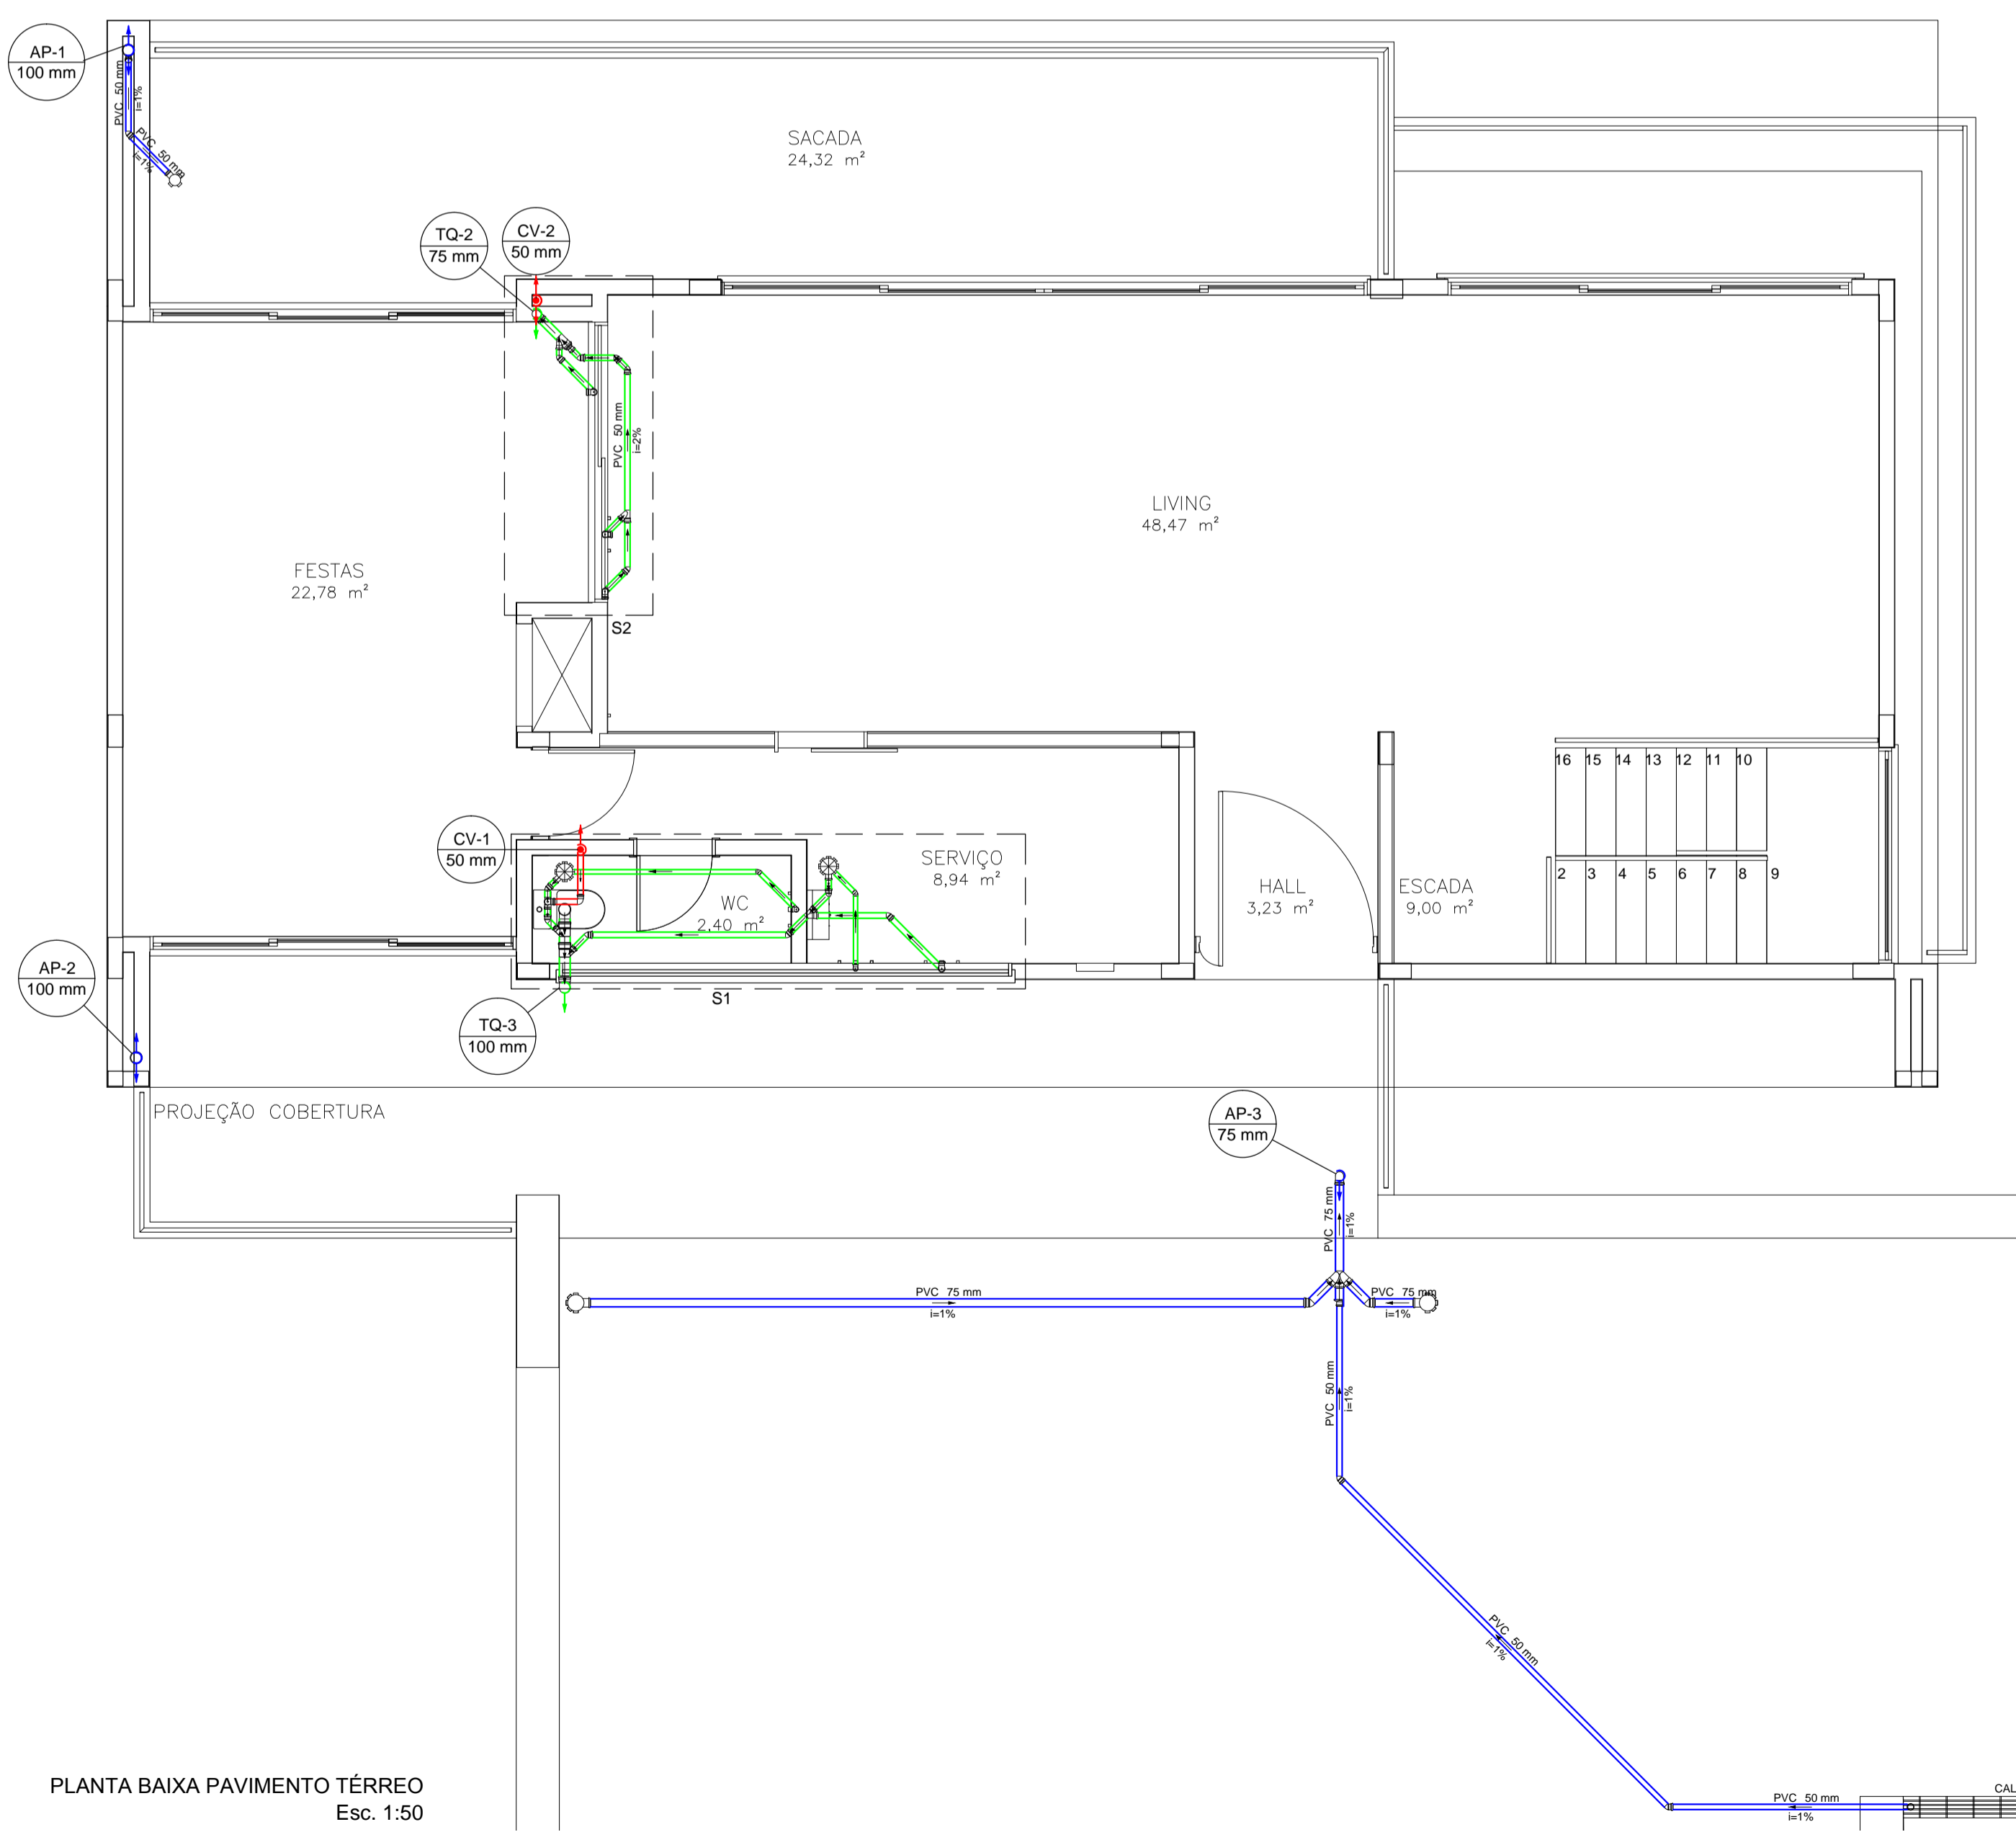 AP-1
100 mm
PVC 50 mm
i=1%
PVC 50 mm
i=1%
SACADA
24,32 m²
TQ-2
75 mm
CV-2
50 mm
PVC 50 mm
i=2%
LIVING
48,47 m²
FESTAS
22,78 m²
S2
16 15 14 13 12 11 10
CV-1
50 mm
SERVIÇO
8,94 m²
WC
2,40 m²
HALL
3,23 m²
ESCADA
9,00 m²
2 3 4 5 6 7 8 9
AP-2
100 mm
S1
TQ-3
100 mm
PROJEÇÃO COBERTURA
AP-3
75 mm
PVC 75 mm
i=1%
PVC 75 mm
i=1%
PVC 75 mm
i=1%
PVC 50 mm
i=1%
PVC 50 mm
i=1%
PLANTA BAIXA PAVIMENTO TÉRREO
Esc. 1:50
PVC 50 mm
i=1%
CAL